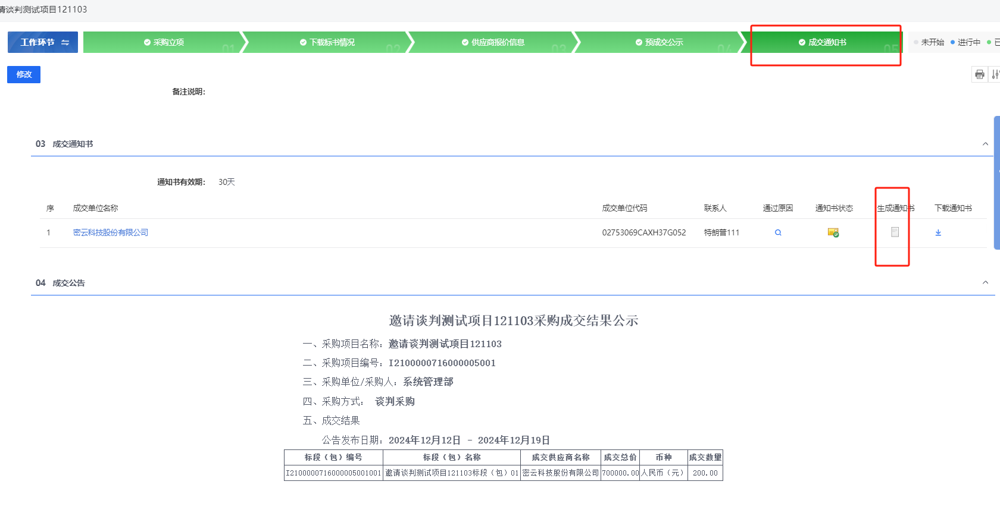 请谈判测试项目121103
工作环节 采购立项 01 下载标书情况 02 供应商报价信息 03 预成交公示 04 成交通知书 05 未开始 进行中
修改
备注说明：
03 成交通知书
通知书有效期： 30天
序 成交单位名称 成交单位代码 联系人 通过原因 通知书状态 生成通知书 下载通知书
1 密云科技股份有限公司 02753069CAXH37G052 特朗普111
04 成交公告
邀请谈判测试项目121103采购成交结果公示
一、采购项目名称：邀请谈判测试项目121103
二、采购项目编号：I2100000716000005001
三、采购单位/采购人：系统管理部
四、采购方式： 谈判采购
五、成交结果
公告发布日期：2024年12月12日 - 2024年12月19日
标段（包）编号 标段（包）名称 成交供应商名称 成交总价 币种 成交数量
I2100000716000005001001 邀请谈判测试项目121103标段（包）01 密云科技股份有限公司 700000.00 人民币（元） 200.00